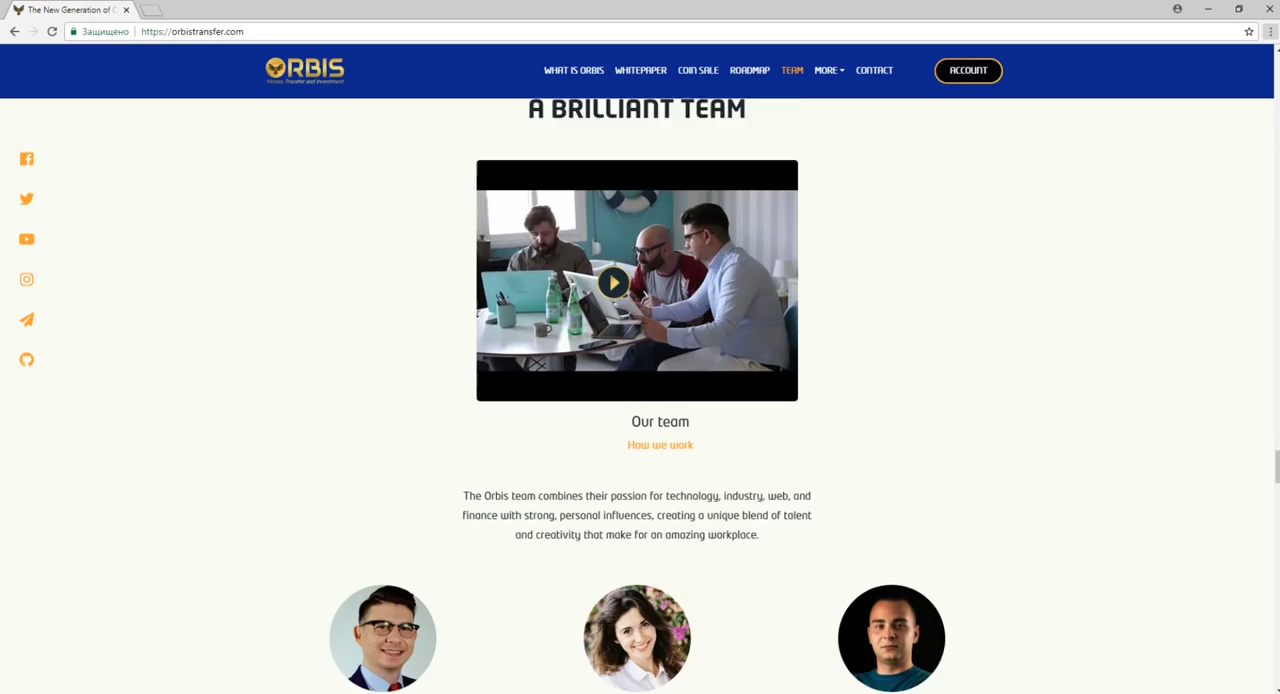 The New Generation of C
Защищено
https://orbistransfer.com
ORBIS
Money Transfer and Investment
WHAT IS ORBIS
WHITEPAPER
COIN SALE
ROADMAP
TEAM
MORE
CONTACT
ACCOUNT
A BRILLIANT TEAM
Our team
How we work
The Orbis team combines their passion for technology, industry, web, and
finance with strong, personal influences, creating a unique blend of talent
and creativity that make for an amazing workplace.